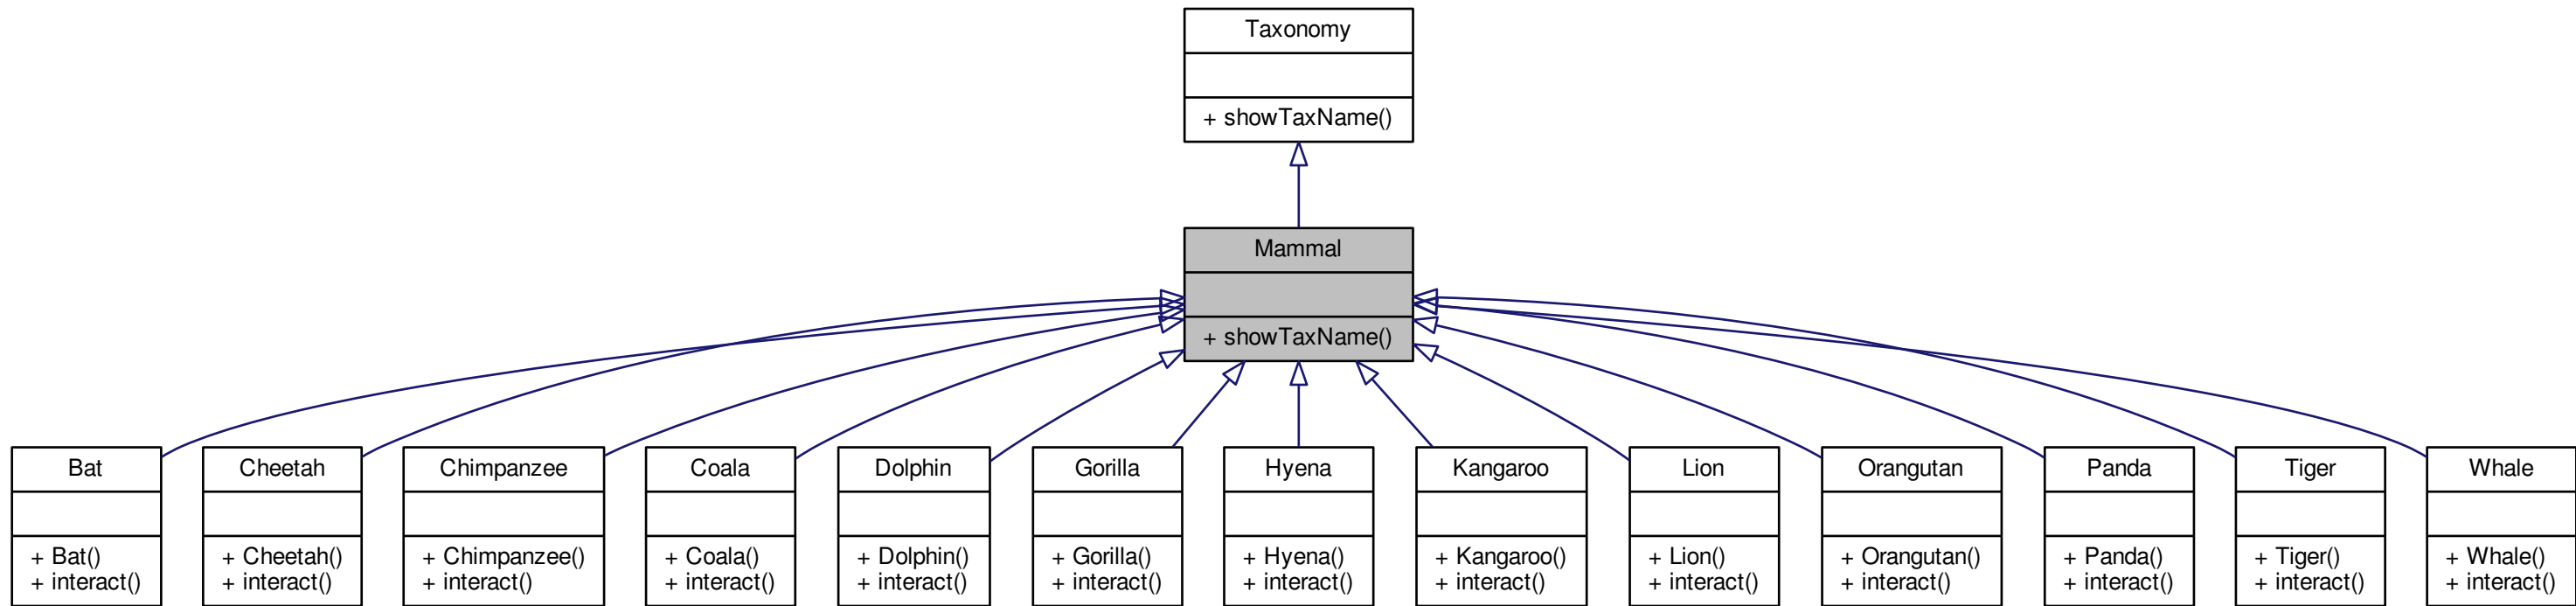 Taxonomy
+ showTaxName()
Mammal
+ showTaxName()
Bat
+ Bat()
+ interact()
Cheetah
+ Cheetah()
+ interact()
Chimpanzee
+ Chimpanzee()
+ interact()
Coala
+ Coala()
+ interact()
Dolphin
+ Dolphin()
+ interact()
Gorilla
+ Gorilla()
+ interact()
Hyena
+ Hyena()
+ interact()
Kangaroo
+ Kangaroo()
+ interact()
Lion
+ Lion()
+ interact()
Orangutan
+ Orangutan()
+ interact()
Panda
+ Panda()
+ interact()
Tiger
+ Tiger()
+ interact()
Whale
+ Whale()
+ interact()